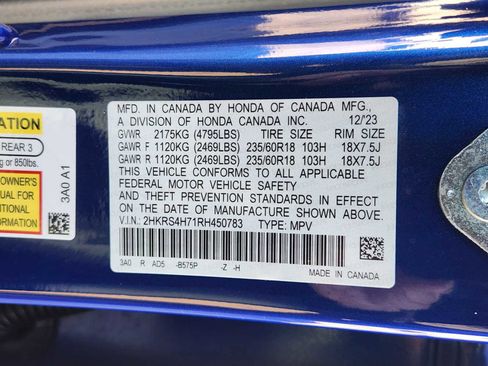 ATION
REAR 3
g or 850lbs.
OWNER'S
MANUAL FOR
3A0 A1
MFD. IN CANADA BY HONDA OF CANADA MFG.,
A DIVISION OF HONDA CANADA INC. 12/23
GVWR 2175KG (4795LBS) TIRE SIZE RIM SIZE
GAWR F 1120KG (2469LBS) 235/60R18 103H 18X7.5J
GAWR R 1120KG (2469LBS) 235/60R18 103H 18X7.5J
THIS VEHICLE CONFORMS TO ALL APPLICABLE
FEDERAL MOTOR VEHICLE SAFETY
AND THEFT PREVENTION STANDARDS IN EFFECT
ON THE DATE OF MANUFACTURE SHOWN ABOVE.
V.I.N.: 2HKRS4H71RH450783 TYPE: MPV
3A0 R AD5 -B575P -Z -H
MADE IN CANADA